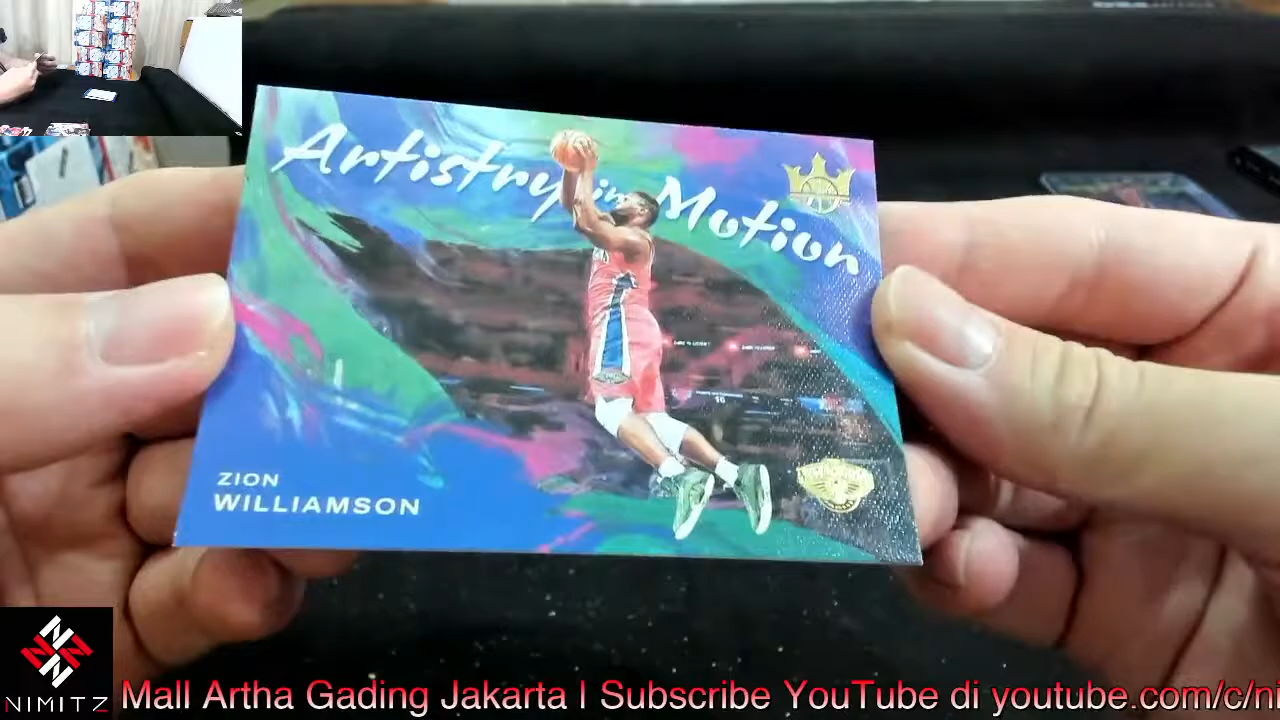 Artistry in Motion
ZION
WILLIAMSON
NIMITZ
Mall Artha Gading Jakarta | Subscribe YouTube di youtube.com/c/ni